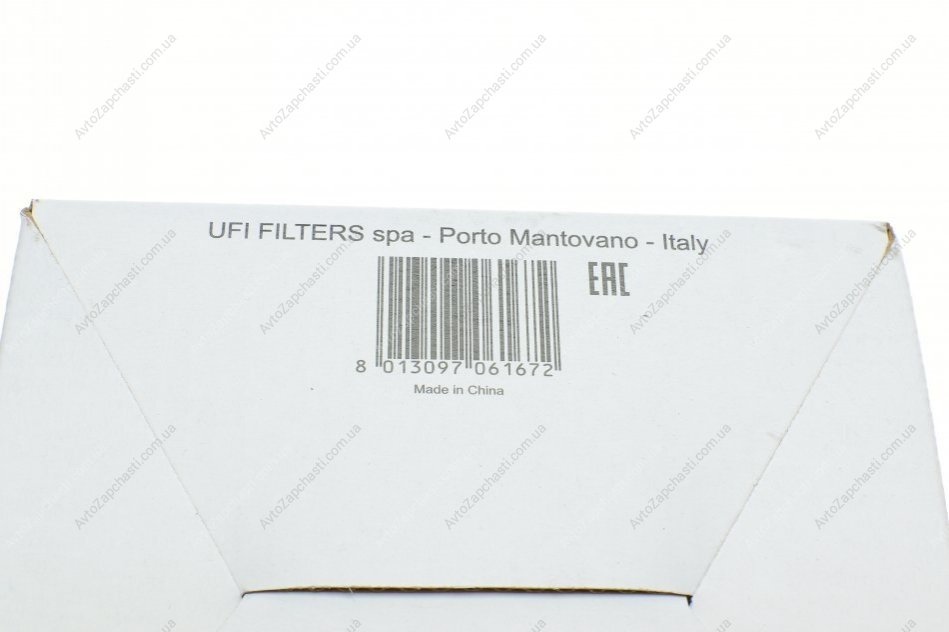 UFI FILTERS spa - Porto Mantovano - Italy
EAC
8 013097 061672
Made in China
AvtoZapchasti.com.ua